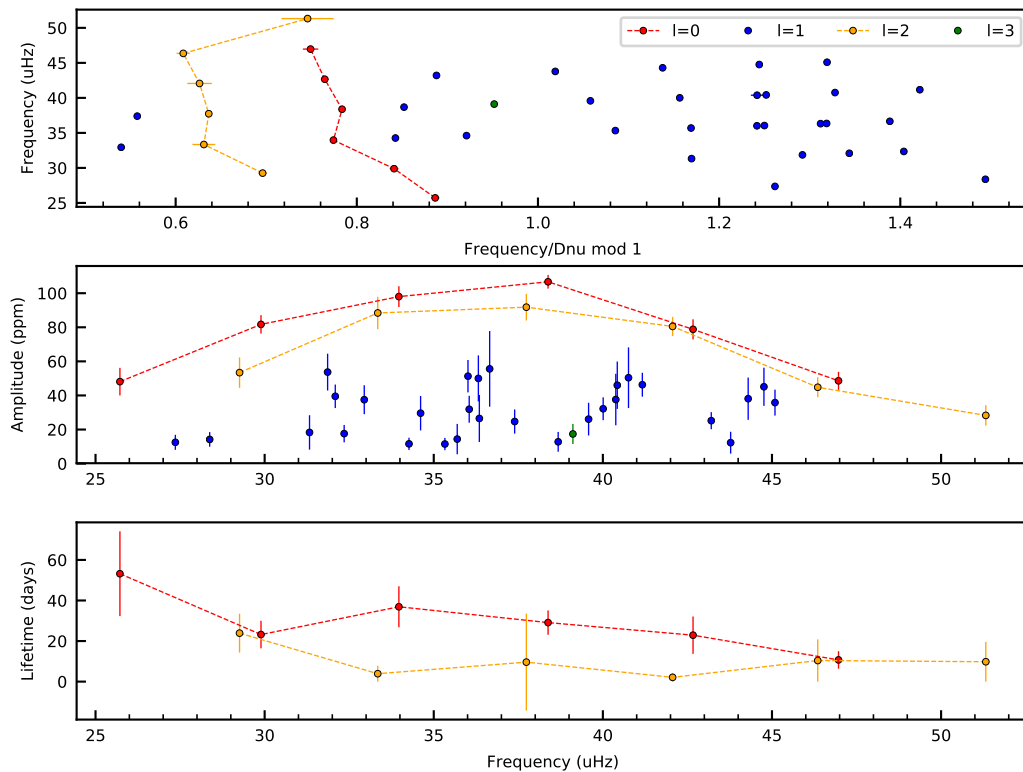 50
45
40
35
30
25
Frequency (uHz)
l=0 l=1 l=2 l=3
0.6 0.8 1.0 1.2 1.4
Frequency/Dnu mod 1
100
80
60
40
20
0
Amplitude (ppm)
25 30 35 40 45 50
60
40
20
0
Lifetime (days)
25 30 35 40 45 50
Frequency (uHz)